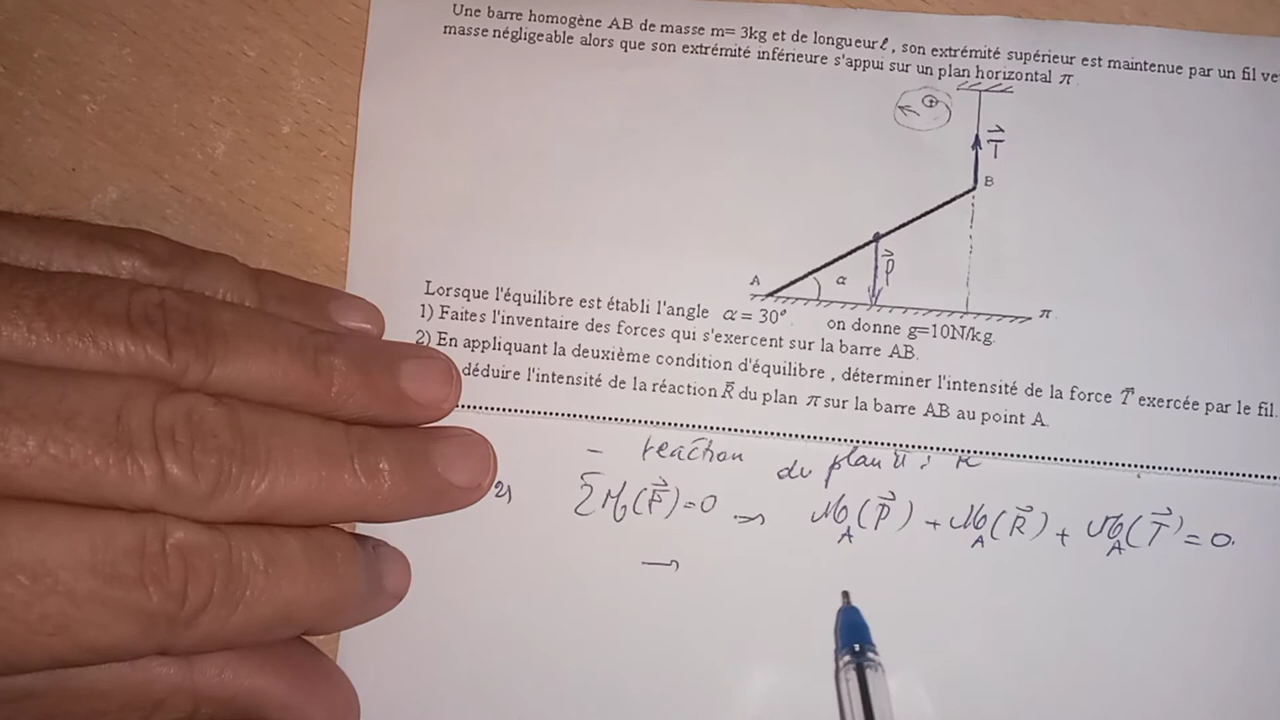 Une barre homogène AB de masse m= 3kg et de longueur ℓ , son extrémité supérieur est maintenue par un fil ve
masse négligeable alors que son extrémité inférieure s'appui sur un plan horizontal π
+
T⃗
B
P⃗
A
α
π
Lorsque l'équilibre est établi l'angle α = 30° on donne g=10N/kg.
1) Faites l'inventaire des forces qui s'exercent sur la barre AB.
2) En appliquant la deuxième condition d'équilibre , déterminer l'intensité de la force T⃗ exercée par le fil.
déduire l'intensité de la réaction R⃗ du plan π sur la barre AB au point A.
- reaction du plan π : R
2) ΣM(F⃗)=0 → M_A(P⃗) + M_A(R⃗) + M_A(T⃗) = 0.
→